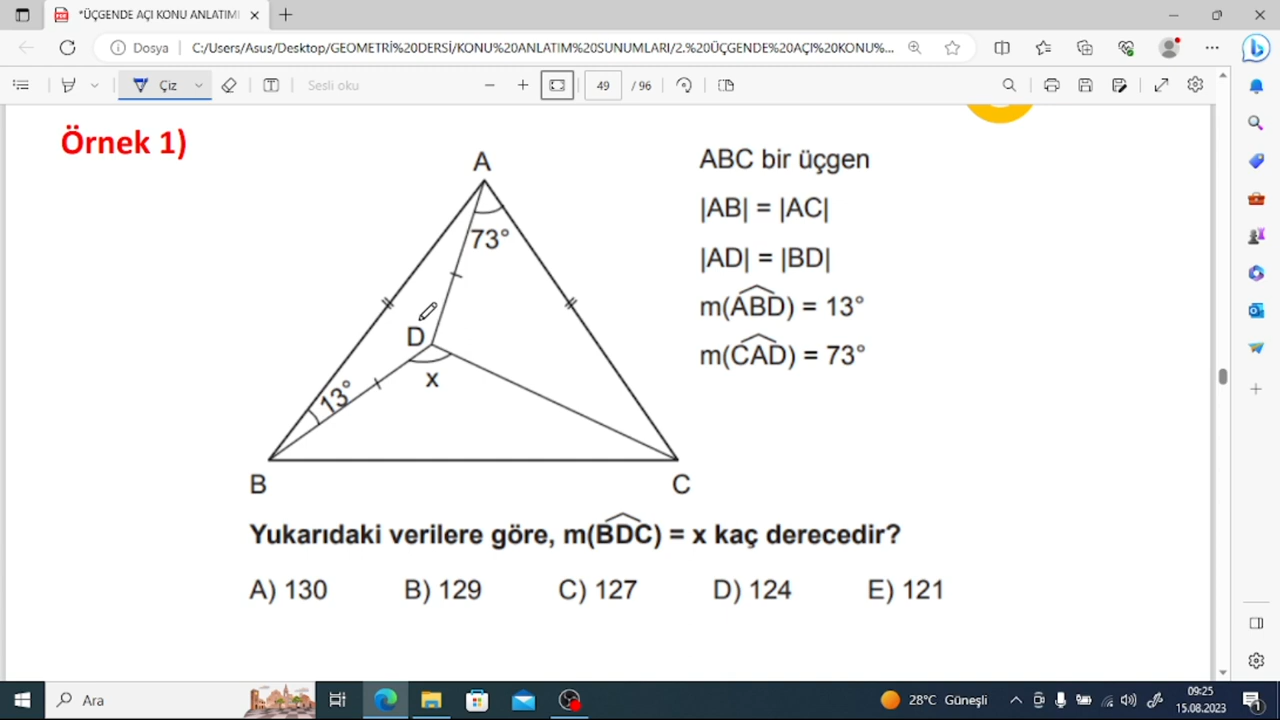 *ÜÇGENDE AÇI KONU ANLATIMI
Dosya
C:/Users/Asus/Desktop/GEOMETRİ%20DERSİ/KONU%20ANLATIM%20SUNUMLARI/2.%20ÜÇGENDE%20AÇI%20KONU%...
Çiz
Sesli oku
49 / 96
Örnek 1)
A
73°
D
x
13°
B
C
ABC bir üçgen
|AB| = |AC|
|AD| = |BD|
m(ABD) = 13°
m(CAD) = 73°
Yukarıdaki verilere göre, m(BDC) = x kaç derecedir?
A) 130 B) 129 C) 127 D) 124 E) 121
Ara
28°C Güneşli
09:25
15.08.2023
1